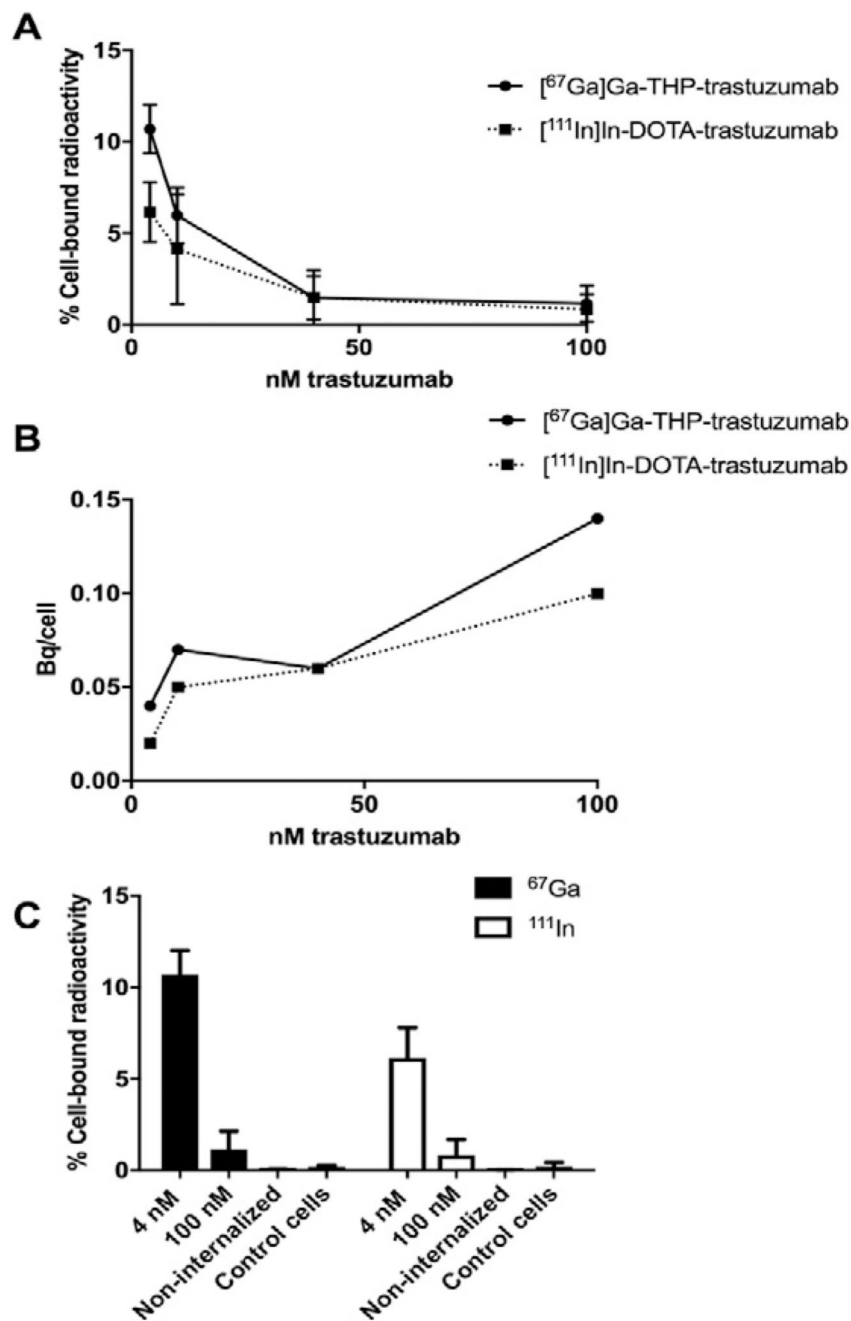 A
% Cell-bound radioactivity
15
10
5
0
0
50
100
nM trastuzumab
[⁶⁷Ga]Ga-THP-trastuzumab
[¹¹¹In]In-DOTA-trastuzumab
B
[⁶⁷Ga]Ga-THP-trastuzumab
[¹¹¹In]In-DOTA-trastuzumab
Bq/cell
0.15
0.10
0.05
0.00
0
50
100
nM trastuzumab
C
% Cell-bound radioactivity
15
10
5
0
⁶⁷Ga
¹¹¹In
4 nM
100 nM
Non-internalized
Control cells
4 nM
100 nM
Non-internalized
Control cells